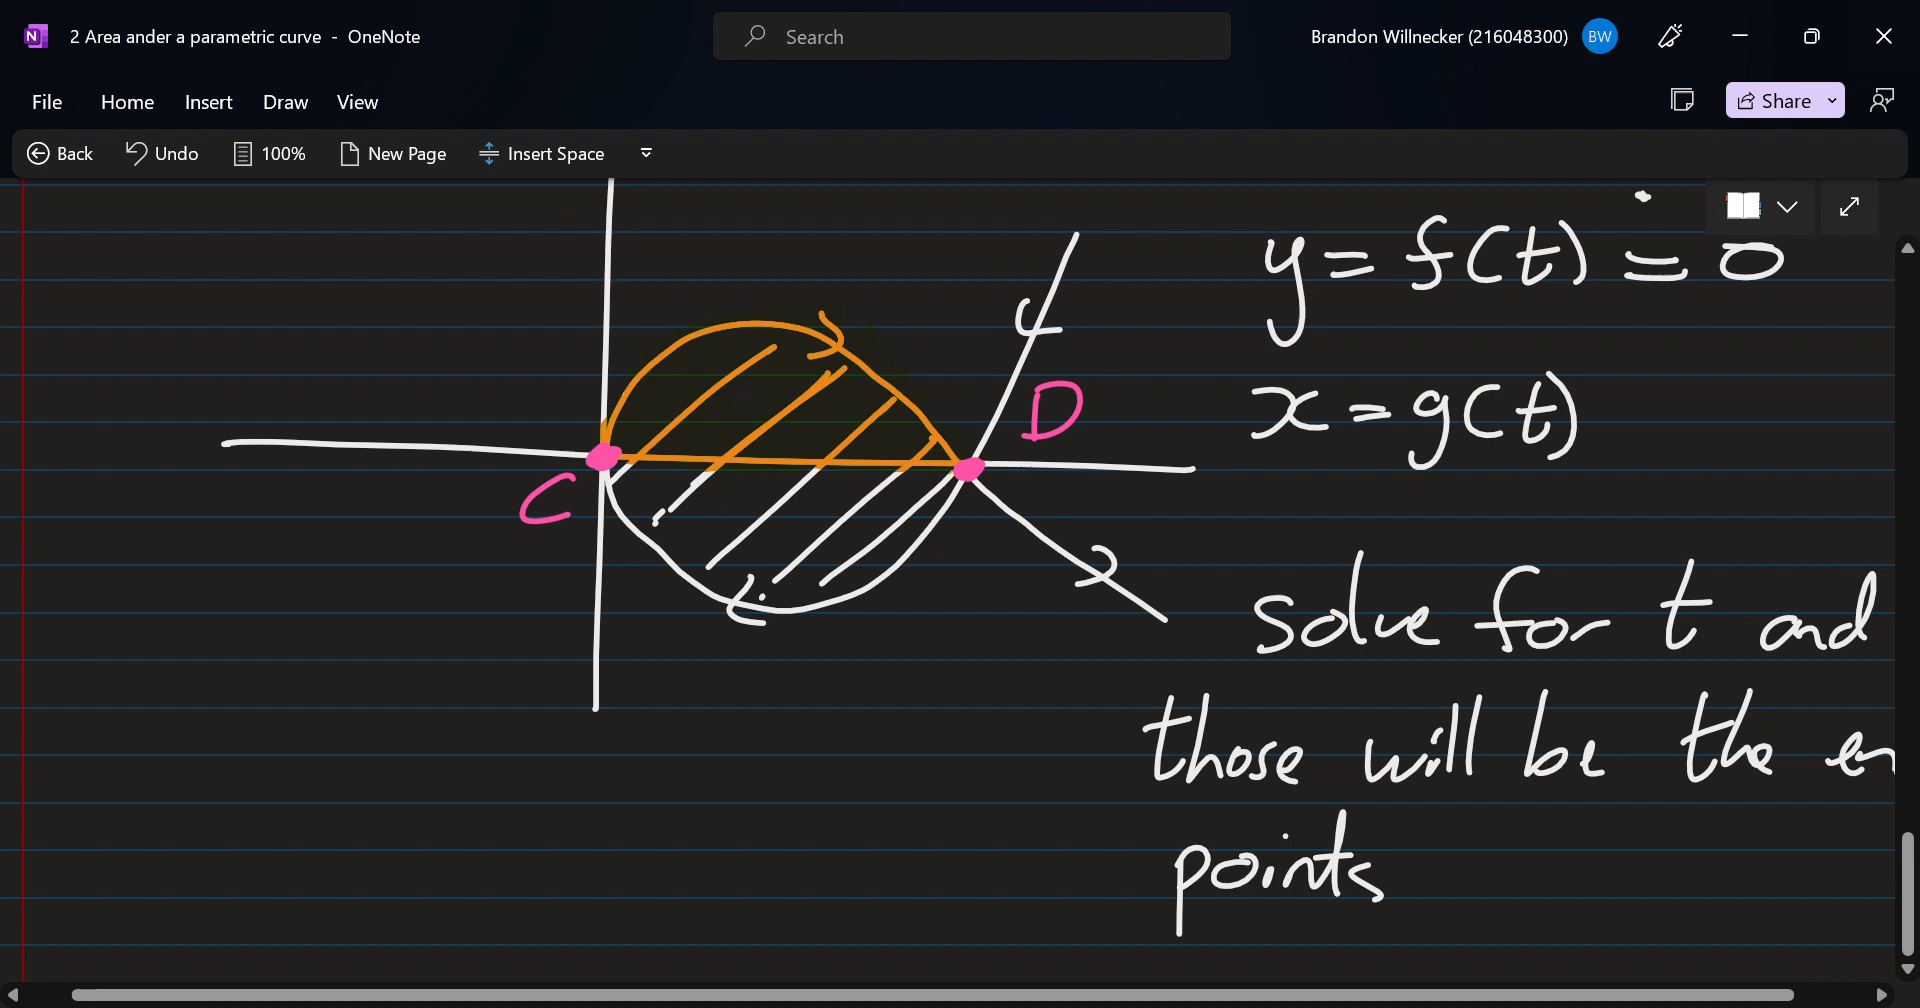 2 Area ander a parametric curve - OneNote
Search
Brandon Willnecker (216048300)
BW
File Home Insert Draw View
Share
Back Undo 100% New Page Insert Space
y = f(t) = 0
x = g(t)
D
C
solve for t and
those will be the en
points